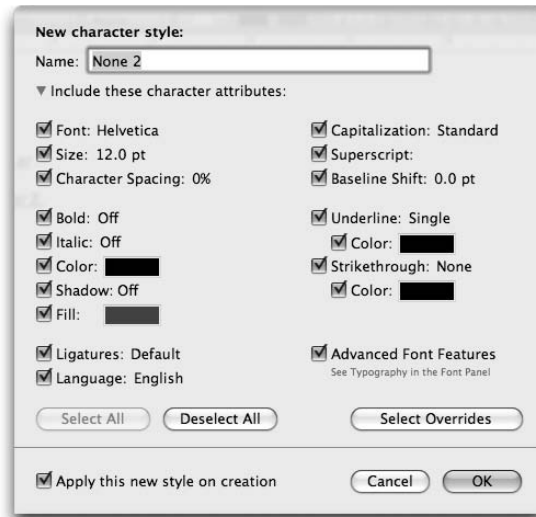 New character style:
Name: None 2
Include these character attributes:
Font: Helvetica
Size: 12.0 pt
Character Spacing: 0%
Capitalization: Standard
Superscript:
Baseline Shift: 0.0 pt
Bold: Off
Italic: Off
Color:
Shadow: Off
Fill:
Underline: Single
Color:
Strikethrough: None
Color:
Ligatures: Default
Language: English
Advanced Font Features
See Typography in the Font Panel
Select All
Deselect All
Select Overrides
Apply this new style on creation
Cancel
OK